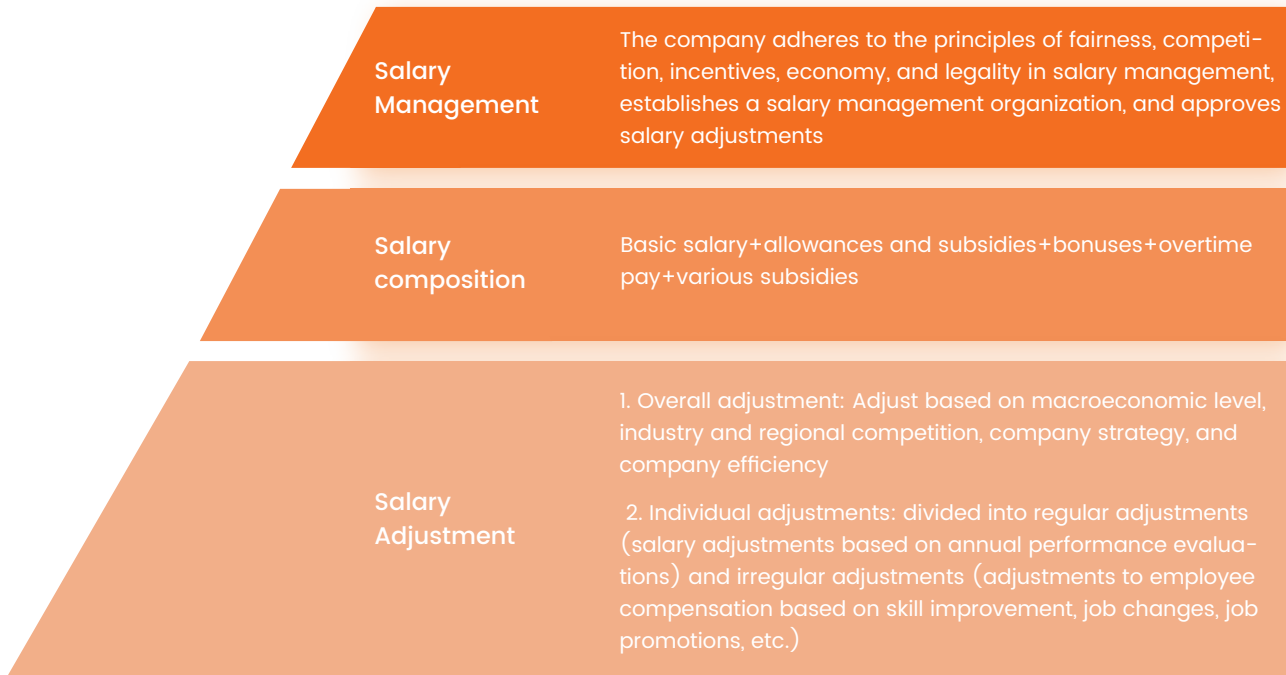 Salary
Management
The company adheres to the principles of fairness, competi-
tion, incentives, economy, and legality in salary management,
establishes a salary management organization, and approves
salary adjustments
Salary
composition
Basic salary+allowances and subsidies+bonuses+overtime
pay+various subsidies
Salary
Adjustment
1. Overall adjustment: Adjust based on macroeconomic level,
industry and regional competition, company strategy, and
company efficiency
2. Individual adjustments: divided into regular adjustments
(salary adjustments based on annual performance evalua-
tions) and irregular adjustments (adjustments to employee
compensation based on skill improvement, job changes, job
promotions, etc.)